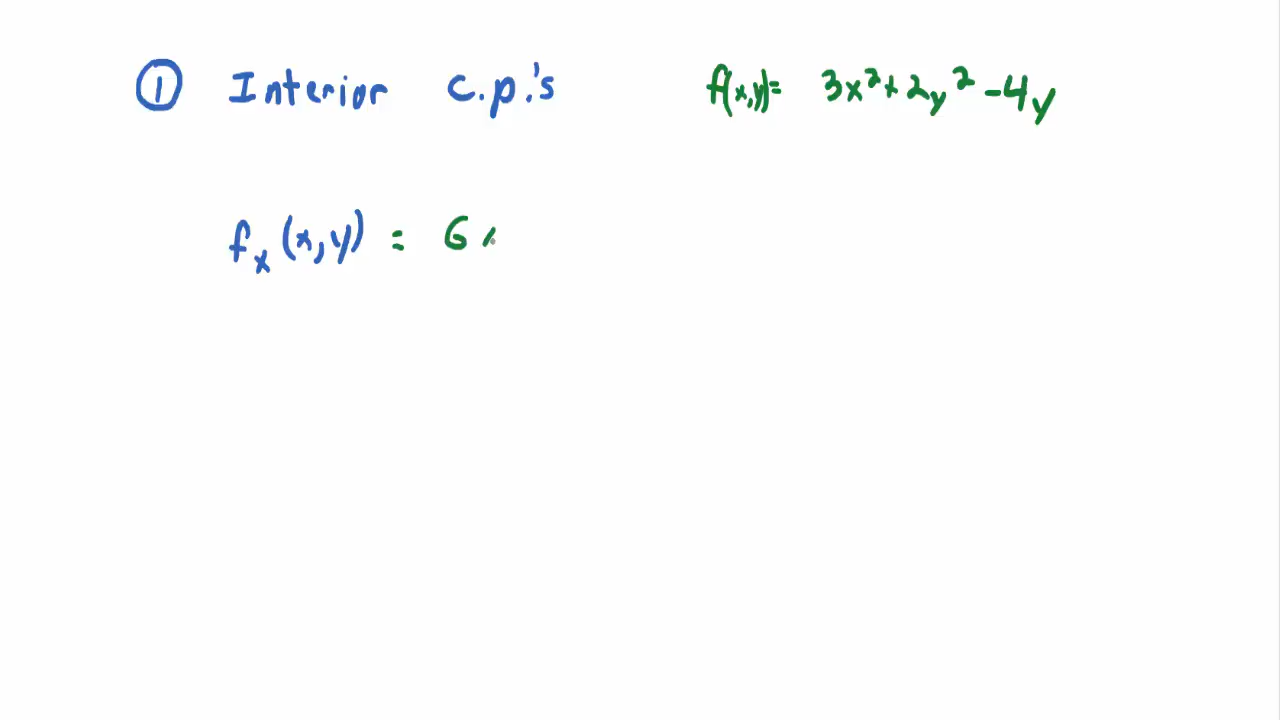 ① Interior c.p.'s f(x,y)= 3x²+2y²-4y
fₓ(x,y) = 6